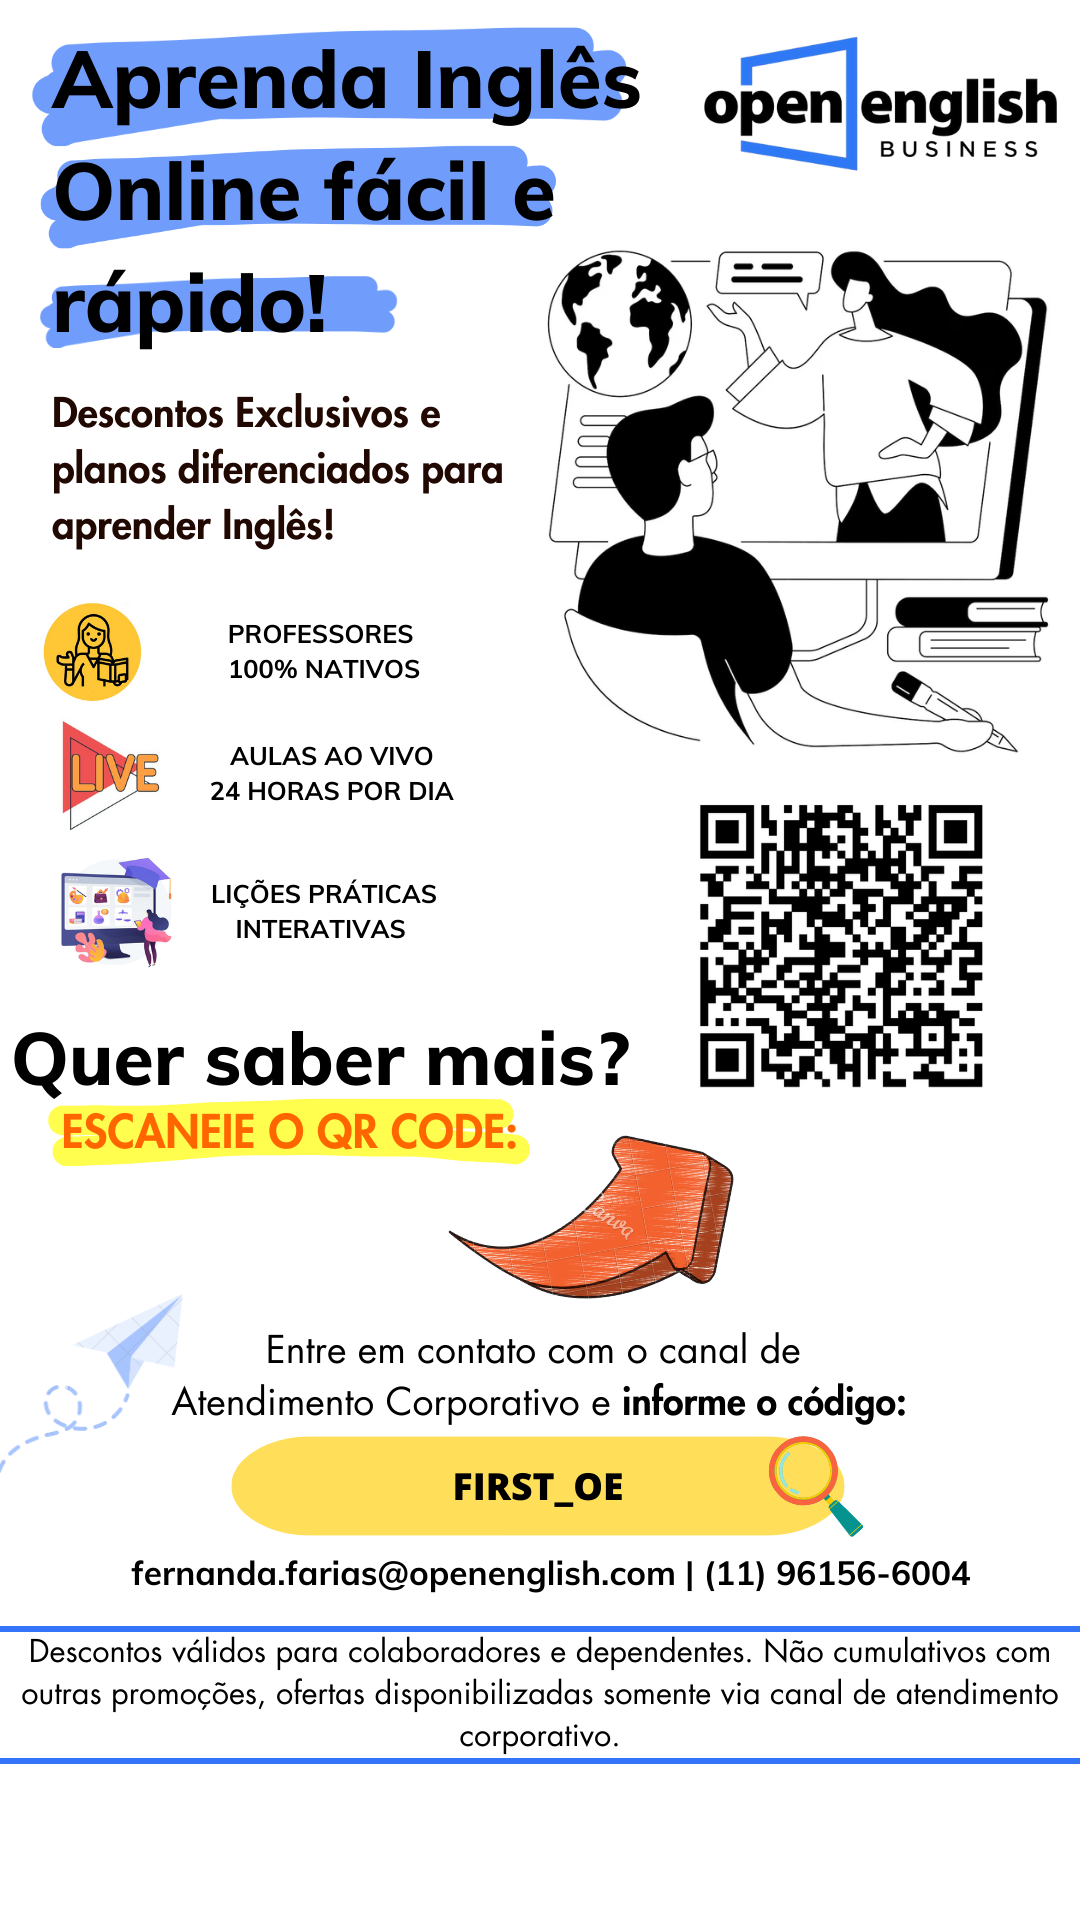 Aprenda Inglês
Online fácil e
rápido!
open english
BUSINESS
Descontos Exclusivos e
planos diferenciados para
aprender Inglês!
PROFESSORES
100% NATIVOS
LIVE
AULAS AO VIVO
24 HORAS POR DIA
LIÇÕES PRÁTICAS
INTERATIVAS
Quer saber mais?
ESCANEIE O QR CODE:
Canva
Entre em contato com o canal de
Atendimento Corporativo e informe o código:
FIRST_OE
fernanda.farias@openenglish.com | (11) 96156-6004
Descontos válidos para colaboradores e dependentes. Não cumulativos com
outras promoções, ofertas disponibilizadas somente via canal de atendimento
corporativo.